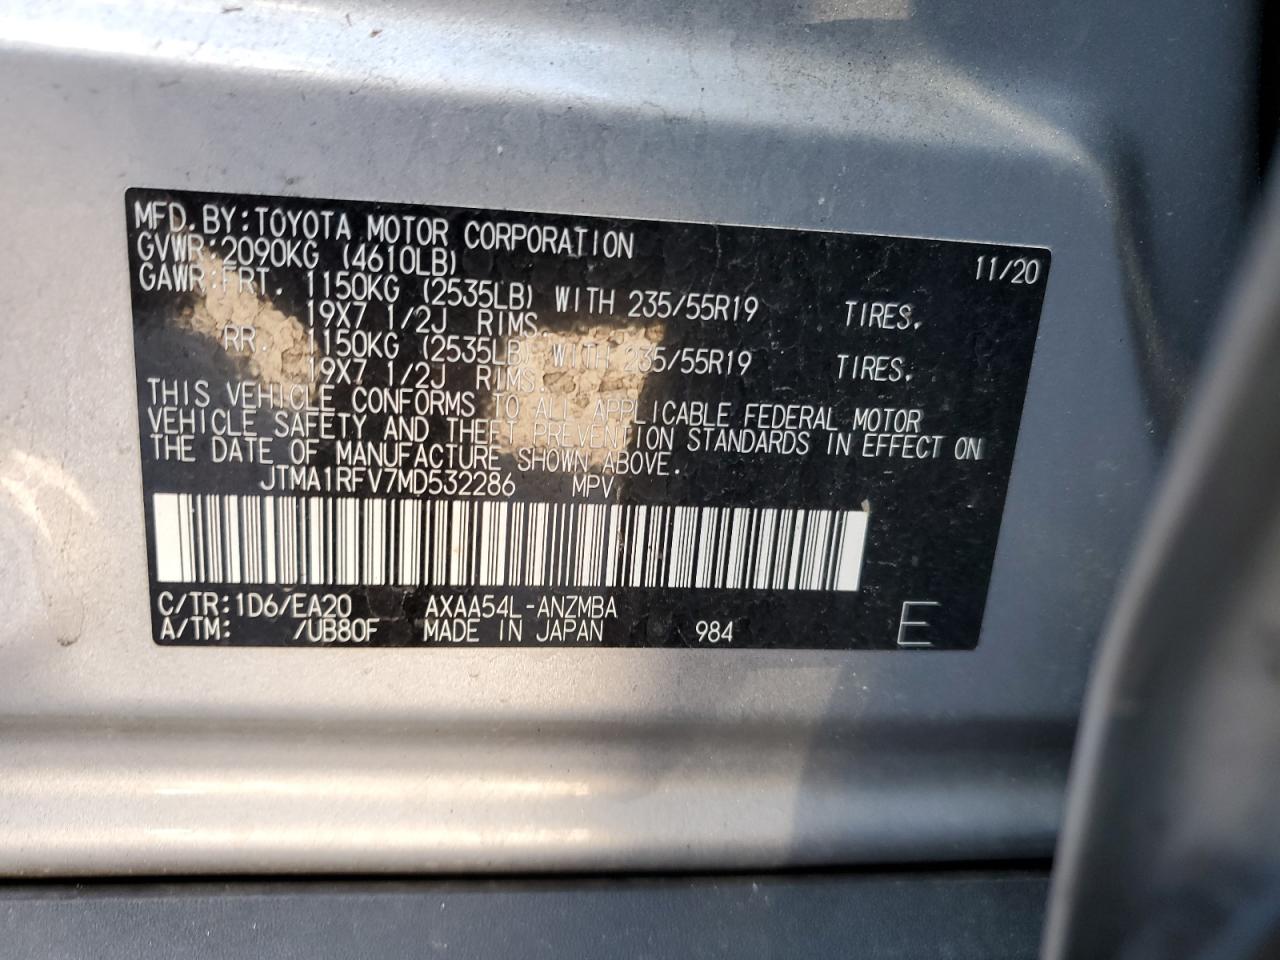 MFD. BY: TOYOTA MOTOR CORPORATION 11/20
GVWR: 2090KG (4610LB)
GAWR: FRT. 1150KG (2535LB) WITH 235/55R19 TIRES.
19X7 1/2J RIMS.
RR. 1150KG (2535LB) WITH 235/55R19 TIRES.
19X7 1/2J RIMS.
THIS VEHICLE CONFORMS TO ALL APPLICABLE FEDERAL MOTOR
VEHICLE SAFETY AND THEFT PREVENTION STANDARDS IN EFFECT ON
THE DATE OF MANUFACTURE SHOWN ABOVE.
JTMA1RFV7MD532286 MPV
C/TR: 1D6/EA20 AXAA54L-ANZMBA
A/TM: /UB80F MADE IN JAPAN 984 E